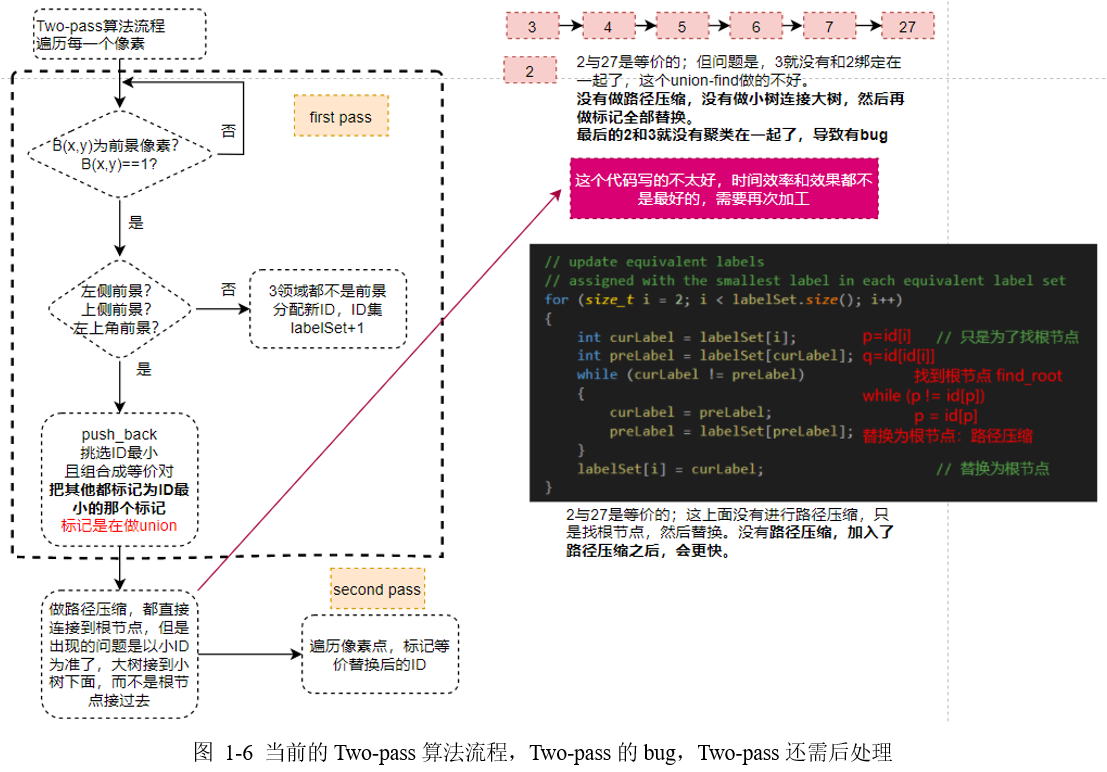 Two-pass算法流程
遍历每一个像素
first pass
B(x,y)为前景像素?
B(x,y)==1?
否
是
左侧前景?
上侧前景?
左上角前景?
否
3领域都不是前景
分配新ID，ID集
labelSet+1
是
push_back
挑选ID最小
且组合成等价对
把其他都标记为ID最
小的那个标记
标记是在做union
做路径压缩，都直接
连接到根节点，但是
出现的问题是以小ID
为准了，大树接到小
树下面，而不是根节
点接过去
second pass
遍历像素点，标记等
价替换后的ID
3 4 5 6 7 27
2
2与27是等价的；但问题是，3就没有和2绑定在
一起了，这个union-find做的不好。
没有做路径压缩，没有做小树连接大树，然后再
做标记全部替换。
最后的2和3就没有聚类在一起了，导致有bug
这个代码写的不太好，时间效率和效果都不
是最好的，需要再次加工
// update equivalent labels
// assigned with the smallest label in each equivalent label set
for (size_t i = 2; i < labelSet.size(); i++)
{
int curLabel = labelSet[i]; p=id[i] // 只是为了找根节点
int preLabel = labelSet[curLabel]; q=id[id[i]]
while (curLabel != preLabel) 找到根节点 find_root
{ while (p != id[p])
curLabel = preLabel; p = id[p]
preLabel = labelSet[preLabel]; 替换为根节点：路径压缩
}
labelSet[i] = curLabel; // 替换为根节点
}
2与27是等价的；这上面没有进行路径压缩，只
是找根节点，然后替换。没有路径压缩，加入了
路径压缩之后，会更快。
图 1-6 当前的 Two-pass 算法流程，Two-pass 的 bug，Two-pass 还需后处理